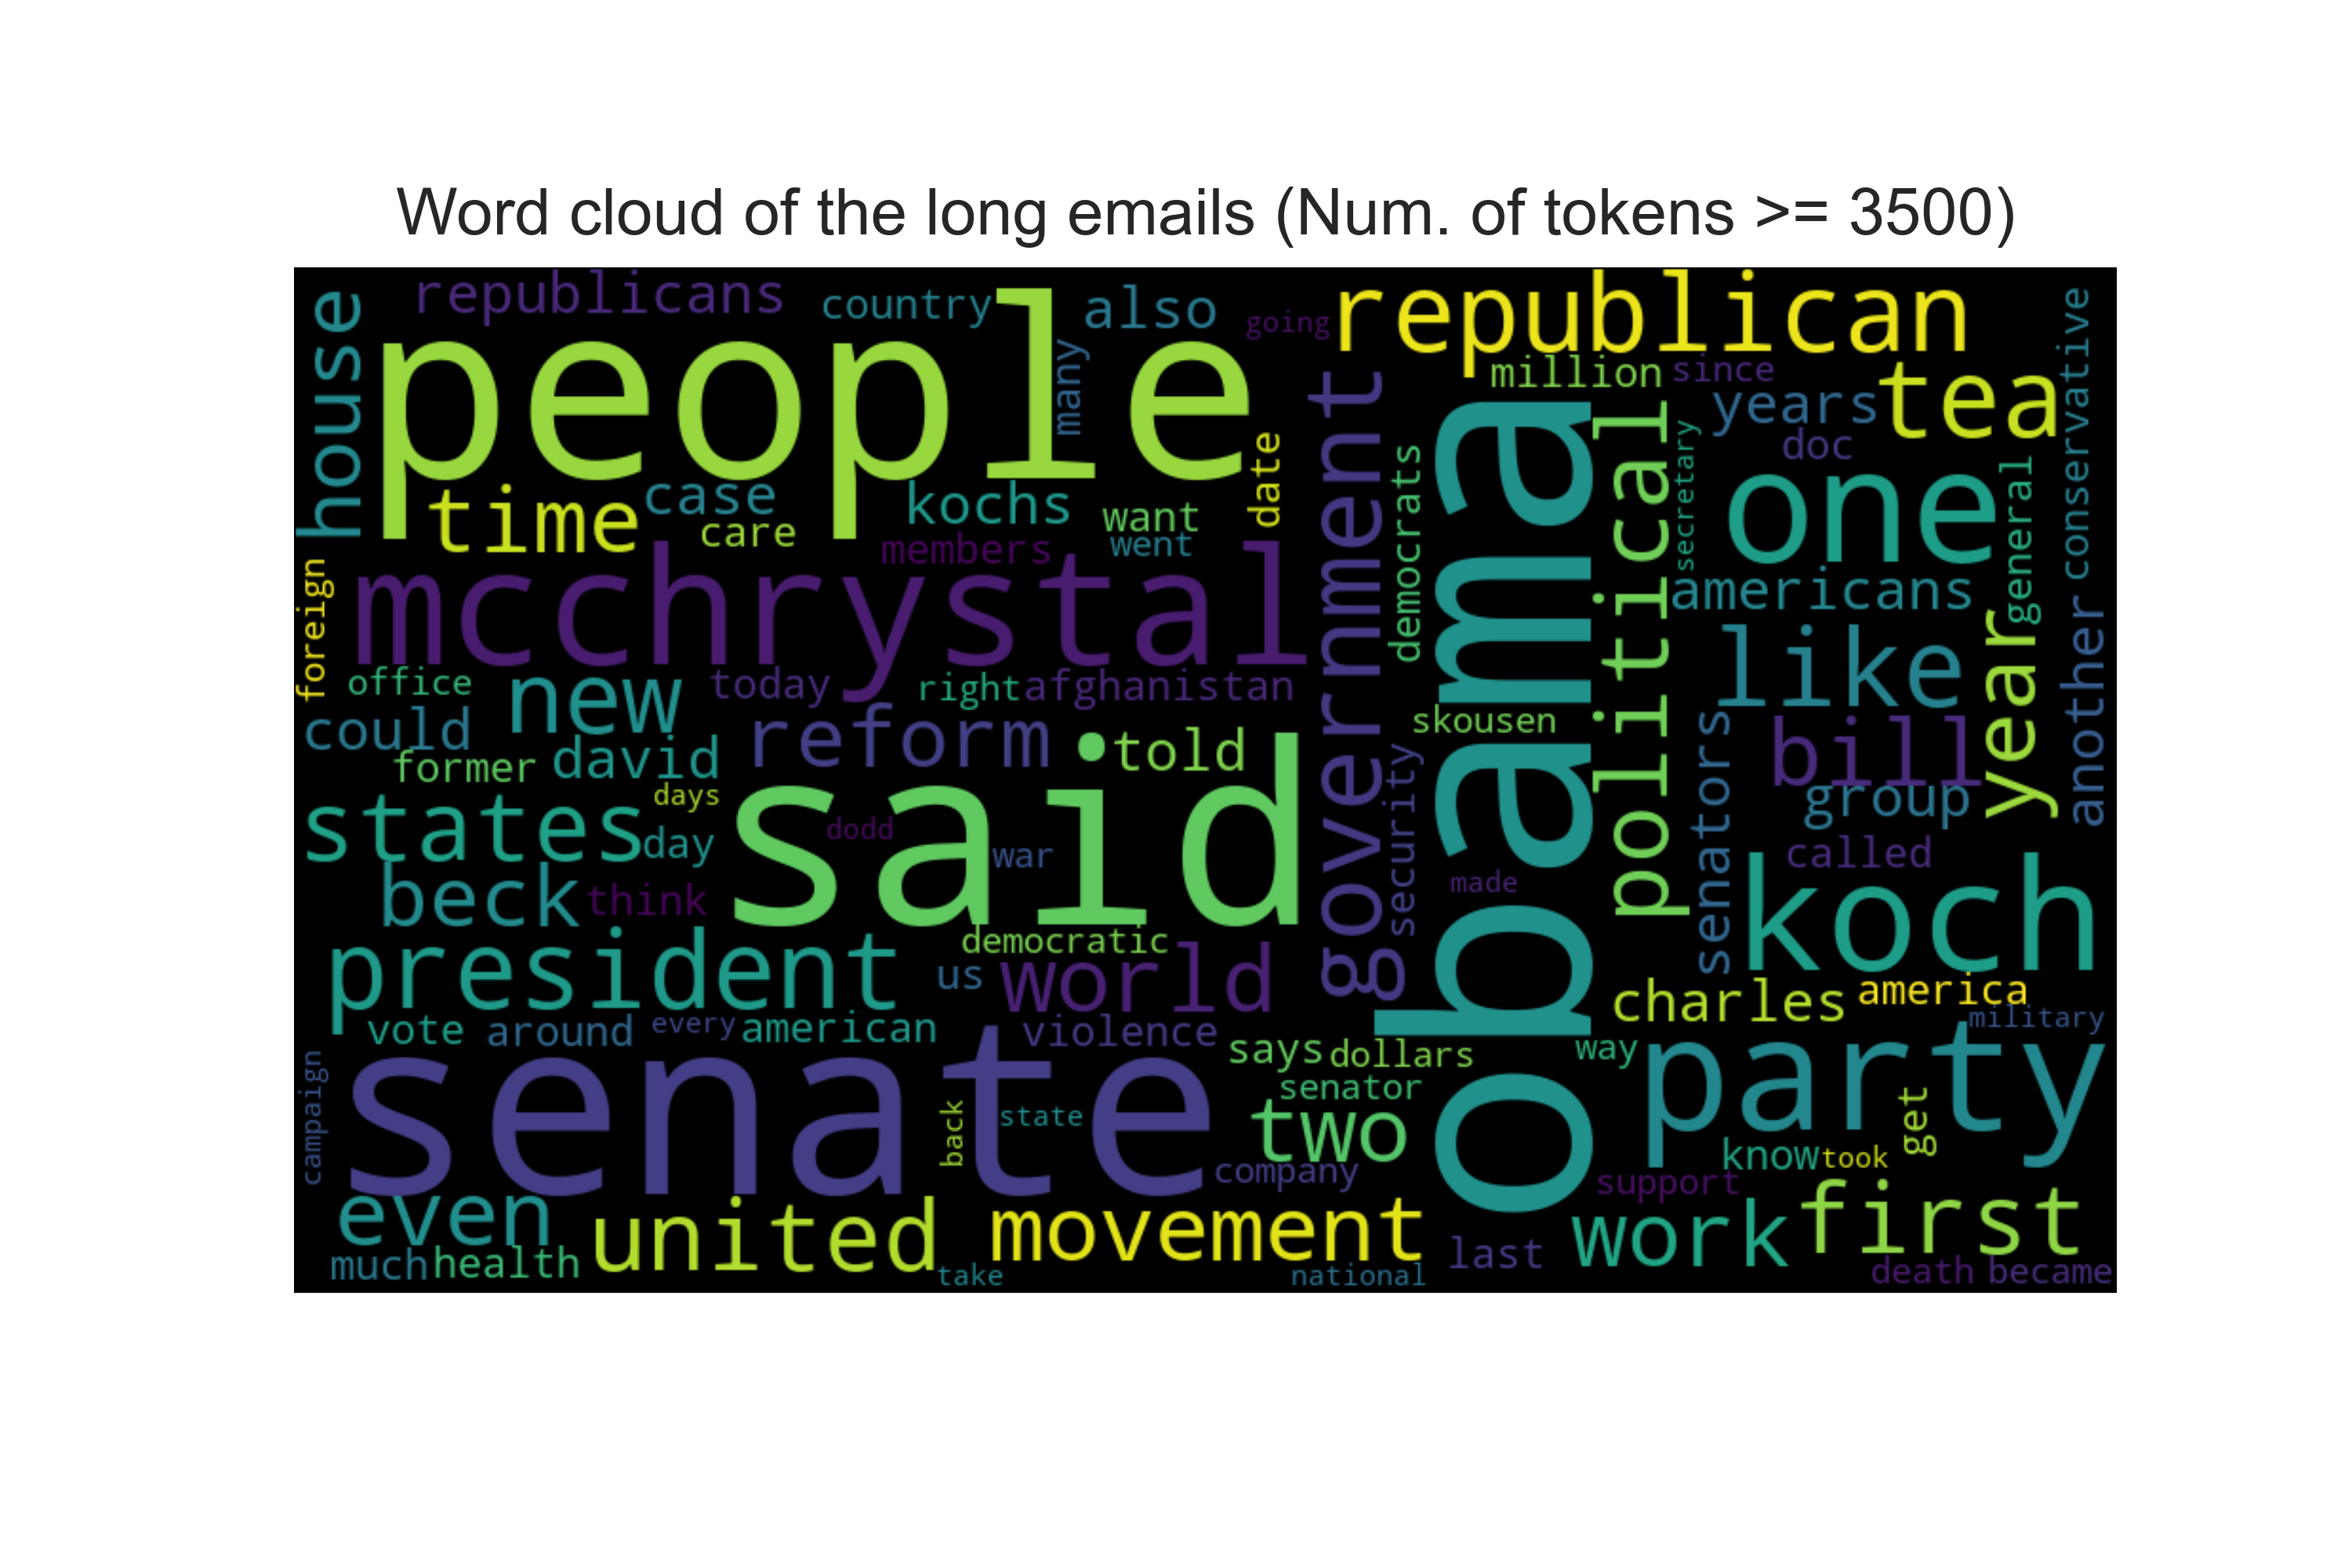 Word cloud of the long emails (Num. of tokens >= 3500)
house
republicans
country
also
going
republican
people
many
million
since
years
tea
conservative
doc
time
case
care
kochs
want
went
date
government
democrats
obama
political
secretary
one
general
members
mcchrystal
americans
foreign
office
new
today
right
afghanistan
like
year
another
could
former
david
reform
told
skousen
senators
bill
group
security
states
days
day
said
dodd
war
called
beck
think
made
koch
president
democratic
us
world
charles
america
military
vote
around
every
american
violence
says
dollars
way
party
campaign
senate
back
state
senator
two
company
know
took
get
support
even
united
movement
last
work
first
much
health
take
national
death
became